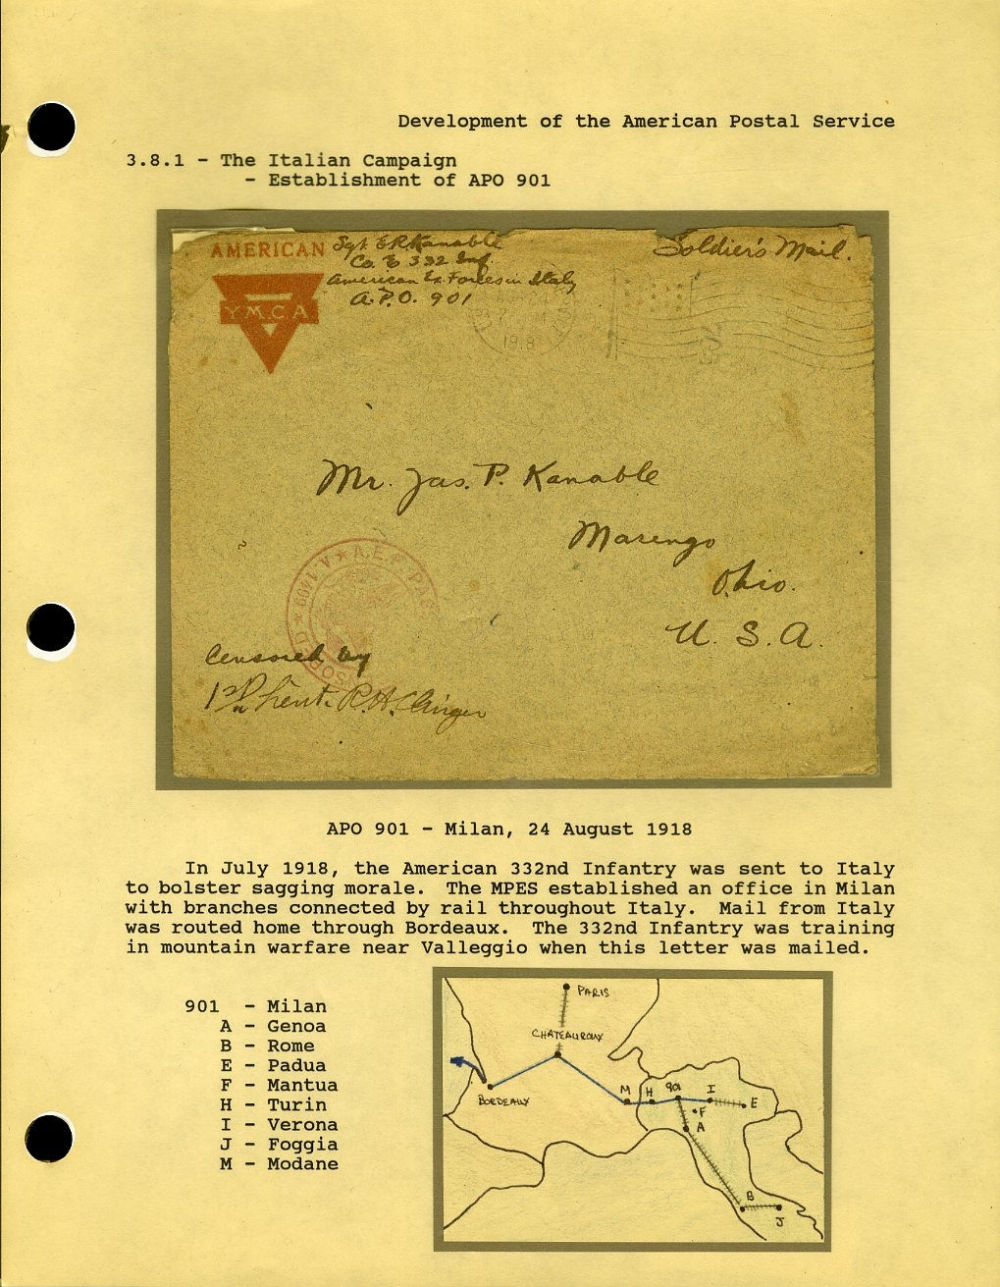 Development of the American Postal Service
3.8.1 - The Italian Campaign
- Establishment of APO 901
AMERICAN
Y.M.C.A
Sgt E R Kanable
Co. E 332 Inf.
American Ex Forces in Italy
A.P.O. 901
Soldier's Mail.
1918
Mr. Jas. P. Kanable
Marengo
Ohio.
U. S. A.
A.E.F.
Censored by
1st Lieut. R.H.
APO 901 - Milan, 24 August 1918
In July 1918, the American 332nd Infantry was sent to Italy
to bolster sagging morale.  The MPES established an office in Milan
with branches connected by rail throughout Italy.  Mail from Italy
was routed home through Bordeaux.  The 332nd Infantry was training
in mountain warfare near Valleggio when this letter was mailed.
901 - Milan
A - Genoa
B - Rome
E - Padua
F - Mantua
H - Turin
I - Verona
J - Foggia
M - Modane
PARIS
CHATEAUROUX
BORDEAUX
M H 901 I E
F
A
B
J